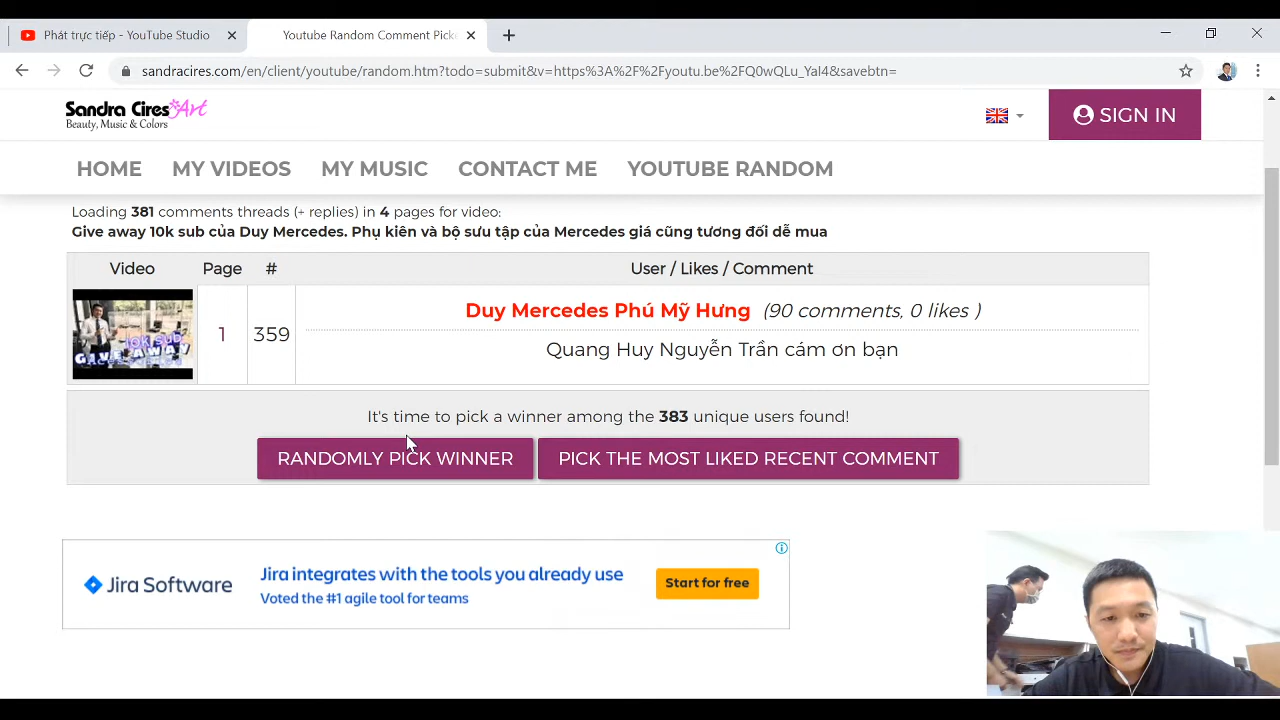 Phát trực tiếp - YouTube Studio
Youtube Random Comment Picke
sandracires.com/en/client/youtube/random.htm?todo=submit&v=https%3A%2F%2Fyoutu.be%2FQ0wQLu_YaI4&savebtn=
Sandra Cires Art
Beauty, Music & Colors
SIGN IN
HOME MY VIDEOS MY MUSIC CONTACT ME YOUTUBE RANDOM
Loading 381 comments threads (+ replies) in 4 pages for video:
Give away 10k sub của Duy Mercedes. Phụ kiên và bộ sưu tập của Mercedes giá cũng tương đối dễ mua
Video Page # User / Likes / Comment
10K SUB
GIVE AWAY
1 359
Duy Mercedes Phú Mỹ Hưng (90 comments, 0 likes )
Quang Huy Nguyễn Trần cám ơn bạn
It's time to pick a winner among the 383 unique users found!
RANDOMLY PICK WINNER PICK THE MOST LIKED RECENT COMMENT
Jira Software
Jira integrates with the tools you already use
Voted the #1 agile tool for teams
Start for free